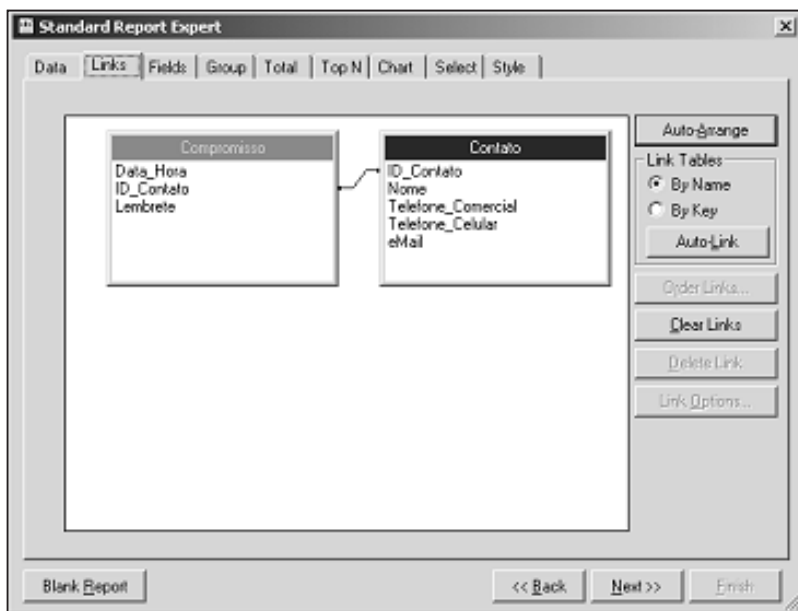 Standard Report Expert
Data Links Fields Group Total Top N Chart Select Style
Compromisso
Data_Hora
ID_Contato
Lembrete
Contato
ID_Contato
Nome
Telefone_Comercial
Telefone_Celular
eMail
Auto-Arrange
Link Tables
By Name
By Key
Auto-Link
Order Links...
Clear Links
Delete Link
Link Options...
Blank Report
<< Back
Next >>
Finish